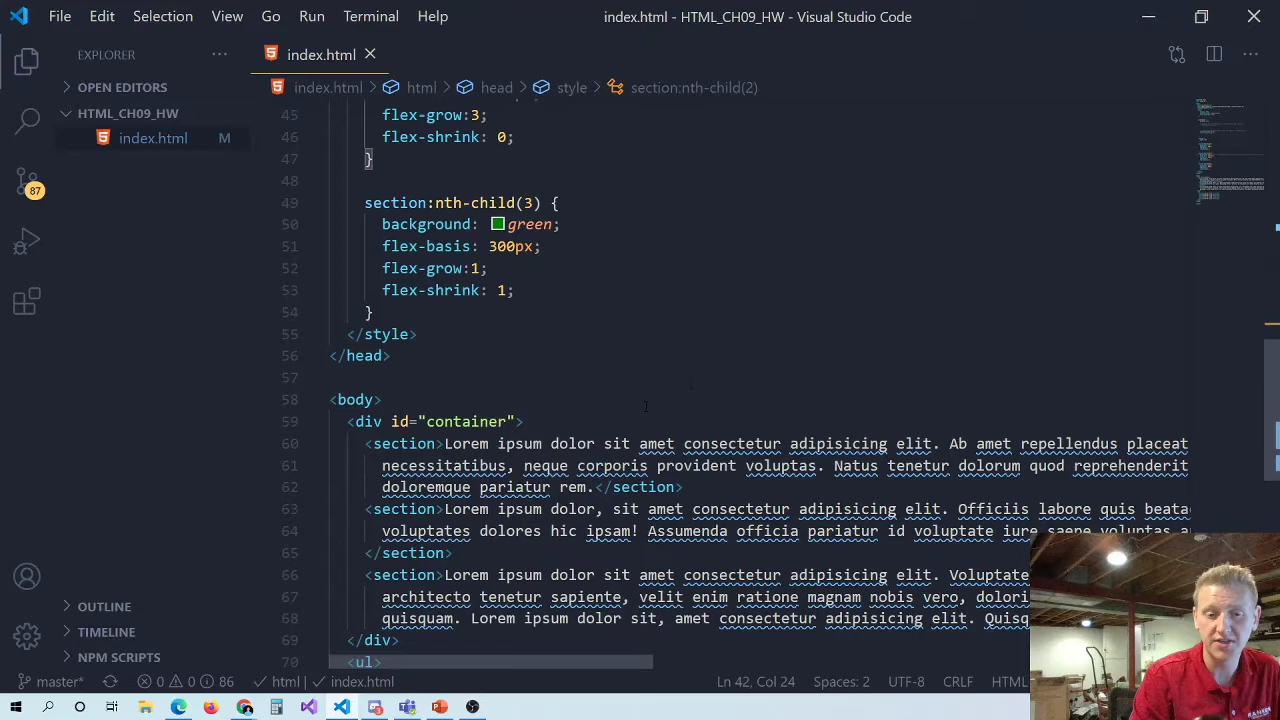 File Edit Selection View Go Run Terminal Help index.html - HTML_CH09_HW - Visual Studio Code
EXPLORER
index.html
OPEN EDITORS
index.html > html > head > style > section:nth-child(2)
HTML_CH09_HW
index.html M
87
45 flex-grow:3;
46 flex-shrink: 0;
47 }
48
49 section:nth-child(3) {
50 background: green;
51 flex-basis: 300px;
52 flex-grow:1;
53 flex-shrink: 1;
54 }
55 </style>
56 </head>
57
58 <body>
59 <div id="container">
60 <section>Lorem ipsum dolor sit amet consectetur adipisicing elit. Ab amet repellendus placeat
61 necessitatibus, neque corporis provident voluptas. Natus tenetur dolorum quod reprehenderit
62 doloremque pariatur rem.</section>
63 <section>Lorem ipsum dolor, sit amet consectetur adipisicing elit. Officiis labore quis
64 voluptates dolores hic ipsam! Assumenda officia pariatur id voluptate iure saepe voluptas
65 </section>
66 <section>Lorem ipsum dolor sit amet consectetur adipisicing elit. Voluptate
67 architecto tenetur sapiente, velit enim ratione magnam nobis vero,
68 quisquam. Lorem ipsum dolor sit, amet consectetur adipisicing elit.
69 </div>
70 <ul>
OUTLINE
TIMELINE
NPM SCRIPTS
master* 0 0 86 html index.html Ln 42, Col 24 Spaces: 2 UTF-8 CRLF HTML